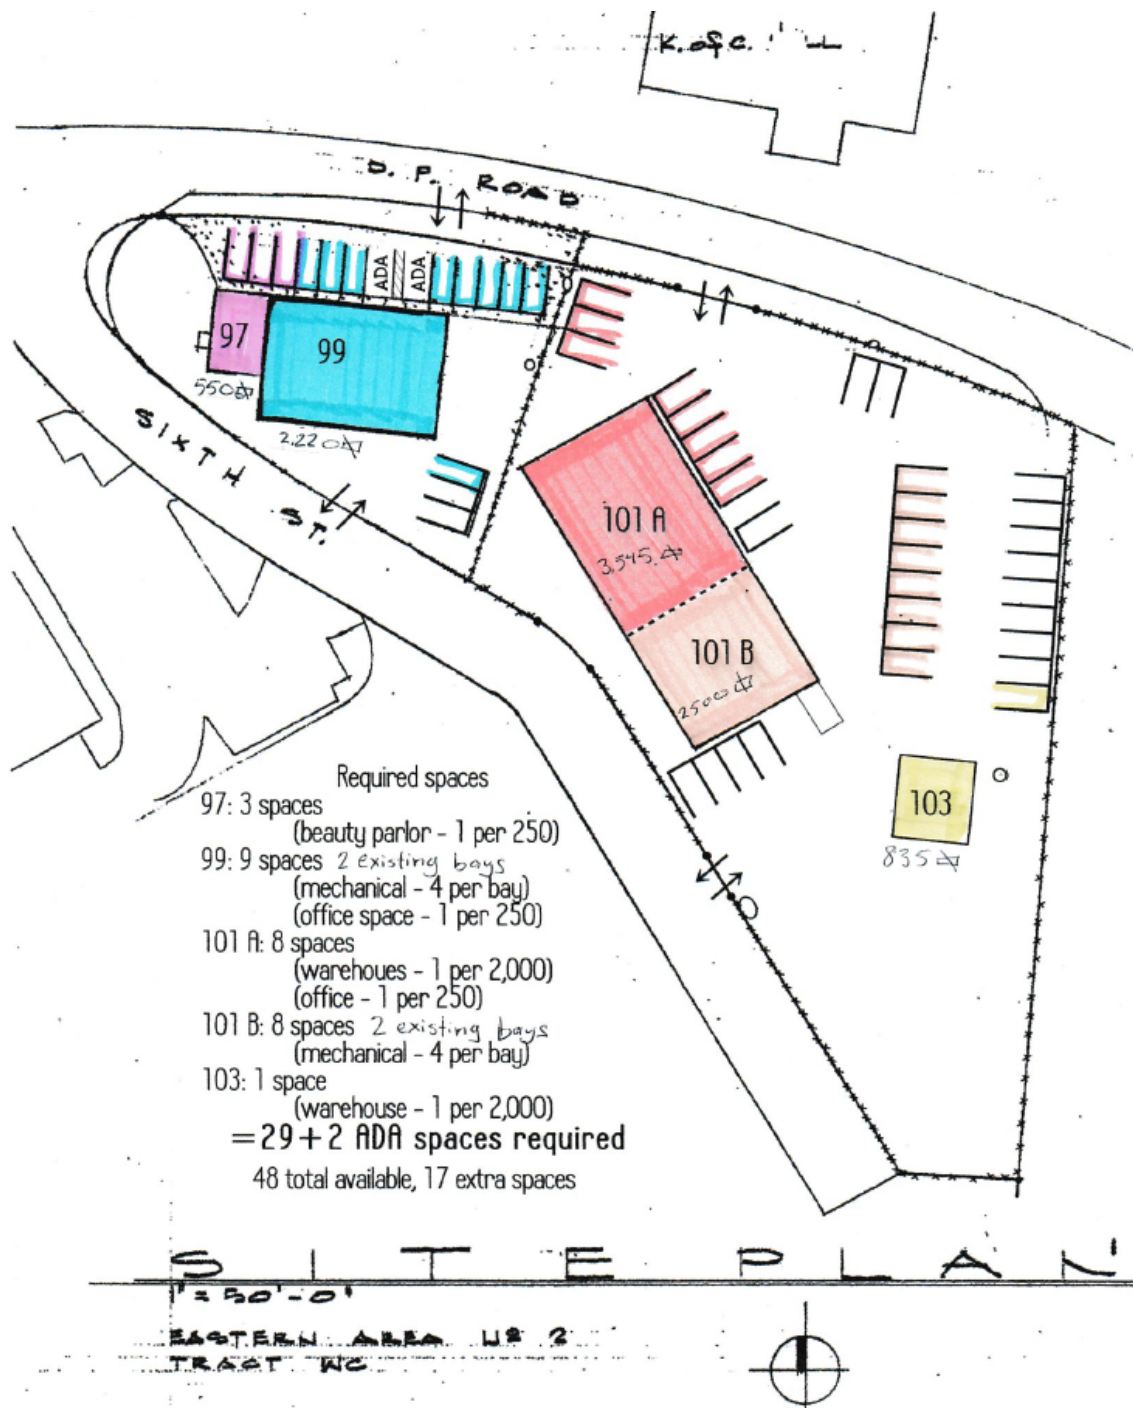 K. of C.
D. P. ROAD
ADA
ADA
97
99
550
2,220
SIXTH
ST.
101 A
3,545
101 B
2500
103
835
Required spaces
97: 3 spaces
(beauty parlor - 1 per 250)
99: 9 spaces 2 existing bays
(mechanical - 4 per bay)
(office space - 1 per 250)
101 A: 8 spaces
(warehoues - 1 per 2,000)
(office - 1 per 250)
101 B: 8 spaces 2 existing bays
(mechanical - 4 per bay)
103: 1 space
(warehouse - 1 per 2,000)
=29+2 ADA spaces required
48 total available, 17 extra spaces
SITE PLAN
1" = 50'-0"
EASTERN AREA Nº 2
TRACT